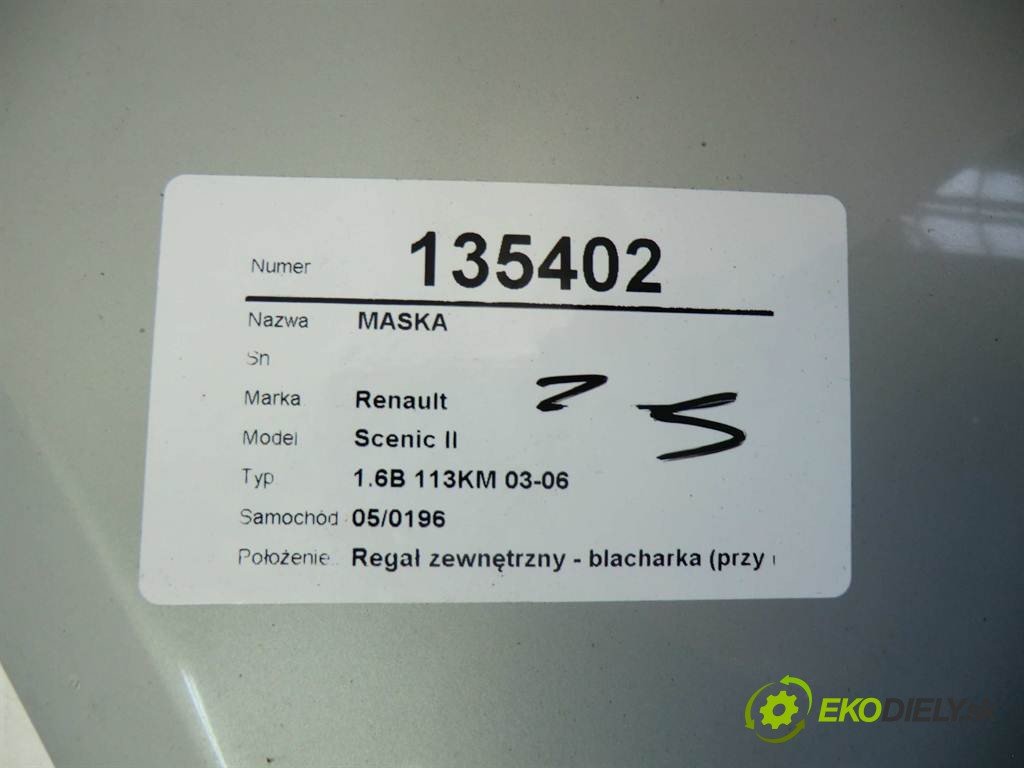 Numer 135402
Nazwa MASKA
Sn
Marka Renault
Model Scenic II
Typ 1.6B 113KM 03-06
Samochód 05/0196
Położenie Regał zewnętrzny - blacharka (przy
EKODIELY